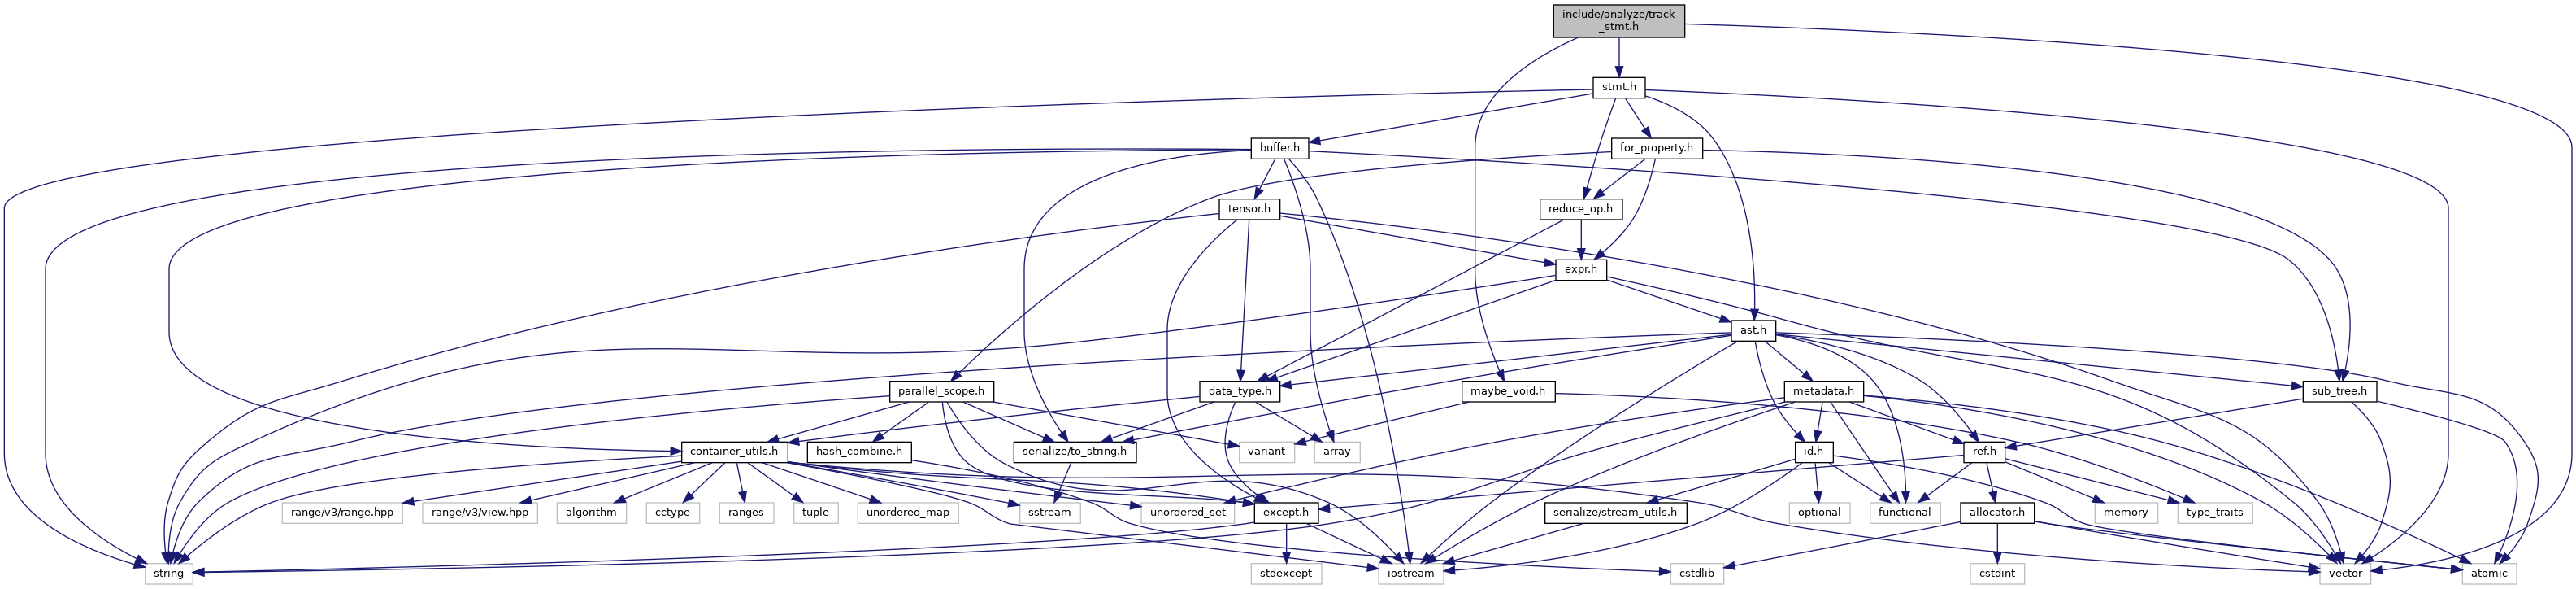 include/analyze/track
_stmt.h
stmt.h
buffer.h
for_property.h
tensor.h
reduce_op.h
expr.h
ast.h
parallel_scope.h
data_type.h
maybe_void.h
metadata.h
sub_tree.h
container_utils.h
hash_combine.h
serialize/to_string.h
variant
array
id.h
ref.h
range/v3/range.hpp
range/v3/view.hpp
algorithm
cctype
ranges
tuple
unordered_map
sstream
unordered_set
except.h
serialize/stream_utils.h
optional
functional
allocator.h
memory
type_traits
string
stdexcept
iostream
cstdlib
cstdint
vector
atomic